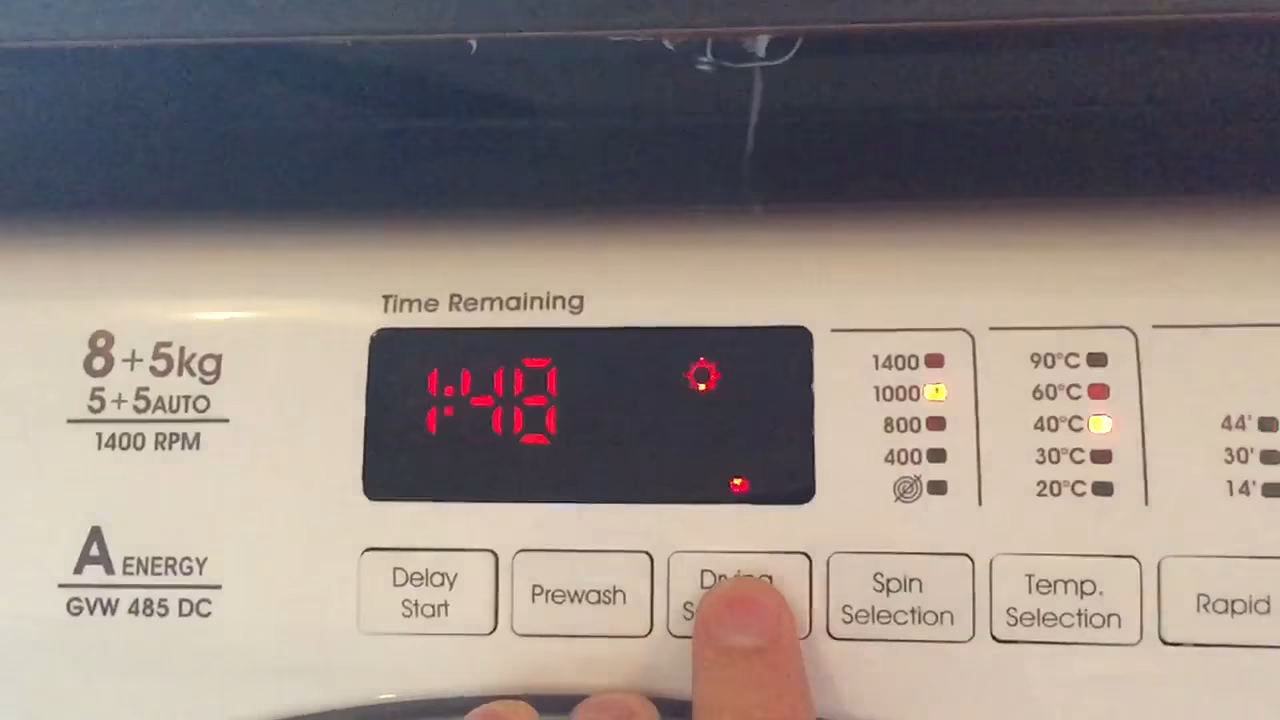 Time Remaining
8+5kg
5+5AUTO
1400 RPM
1:48
1400
1000
800
400
90°C
60°C
40°C
30°C
20°C
44'
30'
14'
A ENERGY
GVW 485 DC
Delay
Start
Prewash
Drying
Spin
Selection
Temp.
Selection
Rapid